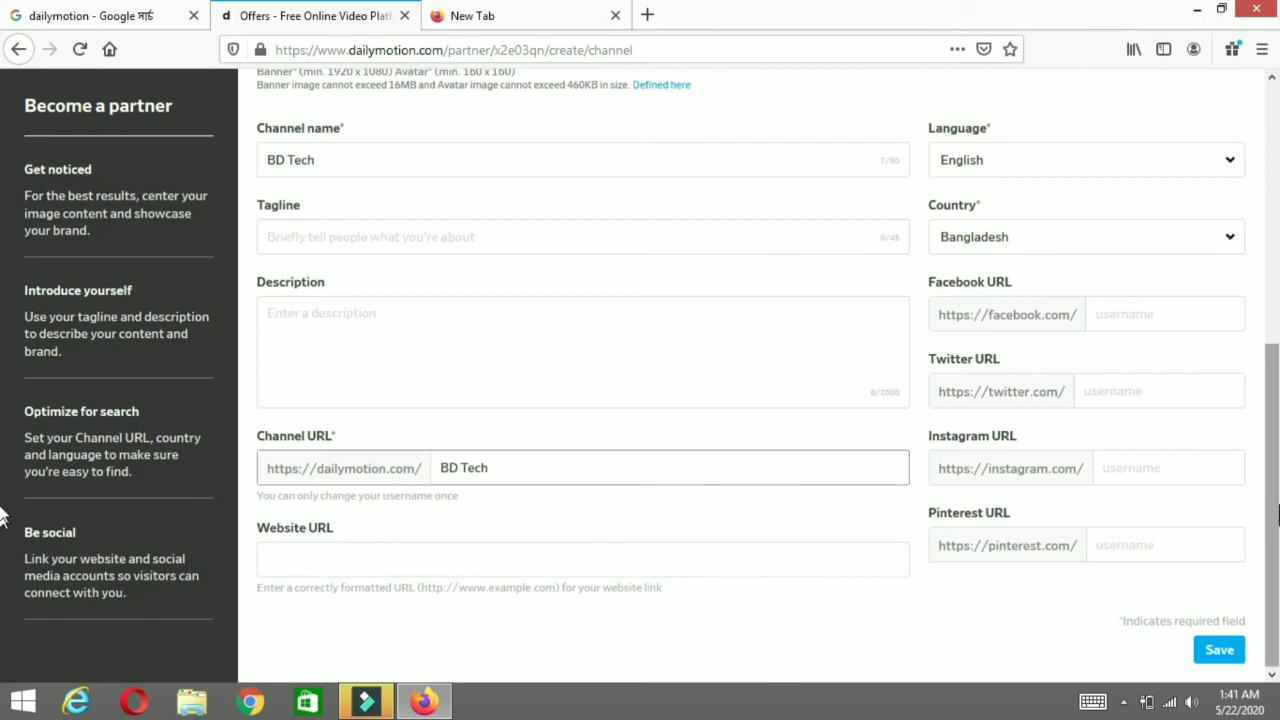 dailymotion - Google সার্চ
Offers - Free Online Video Plat
New Tab
https://www.dailymotion.com/partner/x2e03qn/create/channel
Become a partner
Get noticed
For the best results, center your
image content and showcase
your brand.
Introduce yourself
Use your tagline and description
to describe your content and
brand.
Optimize for search
Set your Channel URL, country
and language to make sure
you're easy to find.
Be social
Link your website and social
media accounts so visitors can
connect with you.
Banner* (min. 1920 x 1080) Avatar* (min. 160 x 160)
Banner image cannot exceed 16MB and Avatar image cannot exceed 460KB in size. Defined here
Channel name*
BD Tech
7/50
Tagline
Briefly tell people what you're about
0/45
Description
Enter a description
0/2000
Channel URL*
https://dailymotion.com/ BD Tech
You can only change your username once
Website URL
Enter a correctly formatted URL (http://www.example.com) for your website link
Language*
English
Country*
Bangladesh
Facebook URL
https://facebook.com/ username
Twitter URL
https://twitter.com/ username
Instagram URL
https://instagram.com/ username
Pinterest URL
https://pinterest.com/ username
*Indicates required field
Save
1:41 AM
5/22/2020